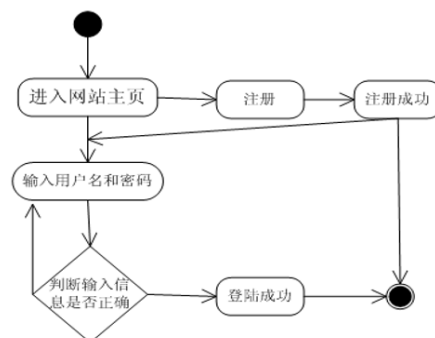 进入网站主页
注册
注册成功
输入用户名和密码
判断输入信
息是否正确
登陆成功